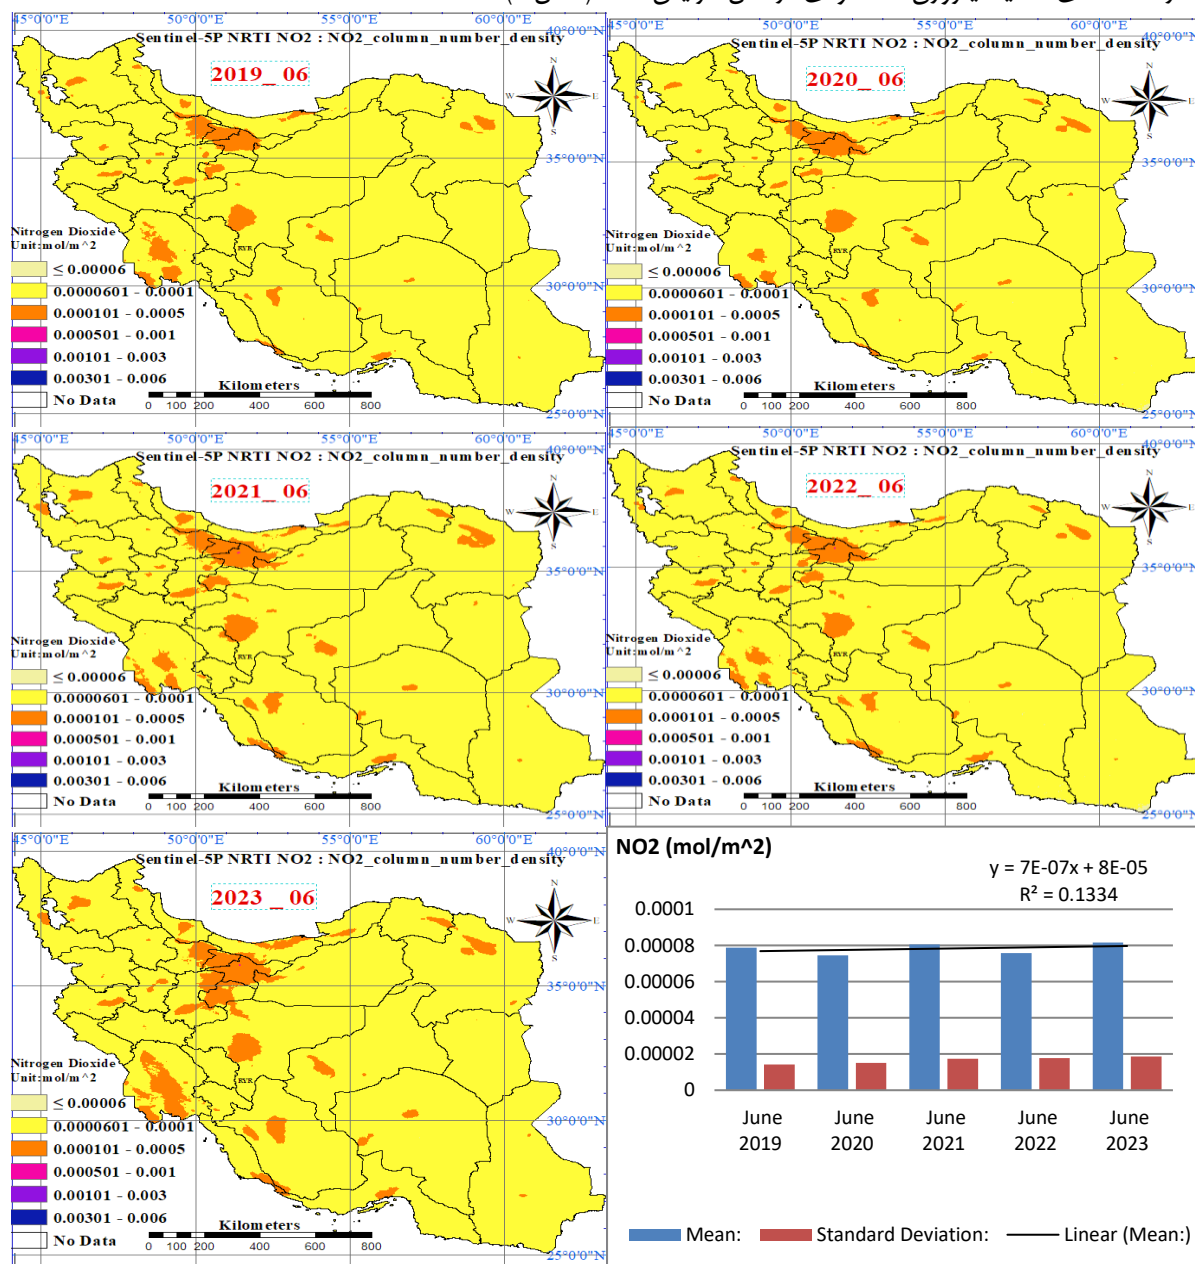 45°0'0"E 50°0'0"E 55°0'0"E 60°0'0"E
40°0'0"N
Sentinel-5P NRTI NO2 : NO2_column_number_density
2019_ 06
N
W E
S
35°0'0"N
Nitrogen Dioxide
Unit:mol/m^2
RYR
≤ 0.00006
0.0000601 - 0.0001
30°0'0"N
0.000101 - 0.0005
0.000501 - 0.001
0.00101 - 0.003
0.00301 - 0.006
No Data
Kilometers
0 100 200 400 600 800
25°0'0"N
45°0'0"E 50°0'0"E 55°0'0"E 60°0'0"E
40°0'0"N
Sentinel-5P NRTI NO2 : NO2_column_number_density
2020_ 06
N
W E
S
35°0'0"N
Nitrogen Dioxide
Unit:mol/m^2
RYR
≤ 0.00006
0.0000601 - 0.0001
30°0'0"N
0.000101 - 0.0005
0.000501 - 0.001
0.00101 - 0.003
0.00301 - 0.006
No Data
Kilometers
0 100 200 400 600 800
25°0'0"N
45°0'0"E 50°0'0"E 55°0'0"E 60°0'0"E
40°0'0"N
Sentinel-5P NRTI NO2 : NO2_column_number_density
2021_ 06
N
W E
S
35°0'0"N
Nitrogen Dioxide
Unit:mol/m^2
RYR
≤ 0.00006
0.0000601 - 0.0001
30°0'0"N
0.000101 - 0.0005
0.000501 - 0.001
0.00101 - 0.003
0.00301 - 0.006
No Data
Kilometers
0 100 200 400 600 800
25°0'0"N
45°0'0"E 50°0'0"E 55°0'0"E 60°0'0"E
40°0'0"N
Sentinel-5P NRTI NO2 : NO2_column_number_density
2022_ 06
N
W E
S
35°0'0"N
Nitrogen Dioxide
Unit:mol/m^2
RYR
≤ 0.00006
0.0000601 - 0.0001
30°0'0"N
0.000101 - 0.0005
0.000501 - 0.001
0.00101 - 0.003
0.00301 - 0.006
No Data
Kilometers
0 100 200 400 600 800
25°0'0"N
45°0'0"E 50°0'0"E 55°0'0"E 60°0'0"E
40°0'0"N
Sentinel-5P NRTI NO2 : NO2_column_number_density
2023 _ 06
N
W E
S
35°0'0"N
Nitrogen Dioxide
Unit:mol/m^2
RYR
≤ 0.00006
0.0000601 - 0.0001
30°0'0"N
0.000101 - 0.0005
0.000501 - 0.001
0.00101 - 0.003
0.00301 - 0.006
No Data
Kilometers
0 100 200 400 600 800
25°0'0"N
NO2 (mol/m^2)
y = 7E-07x + 8E-05
R² = 0.1334
0.0001
0.00008
0.00006
0.00004
0.00002
0
June 2019
June 2020
June 2021
June 2022
June 2023
Mean: Standard Deviation: Linear (Mean:)